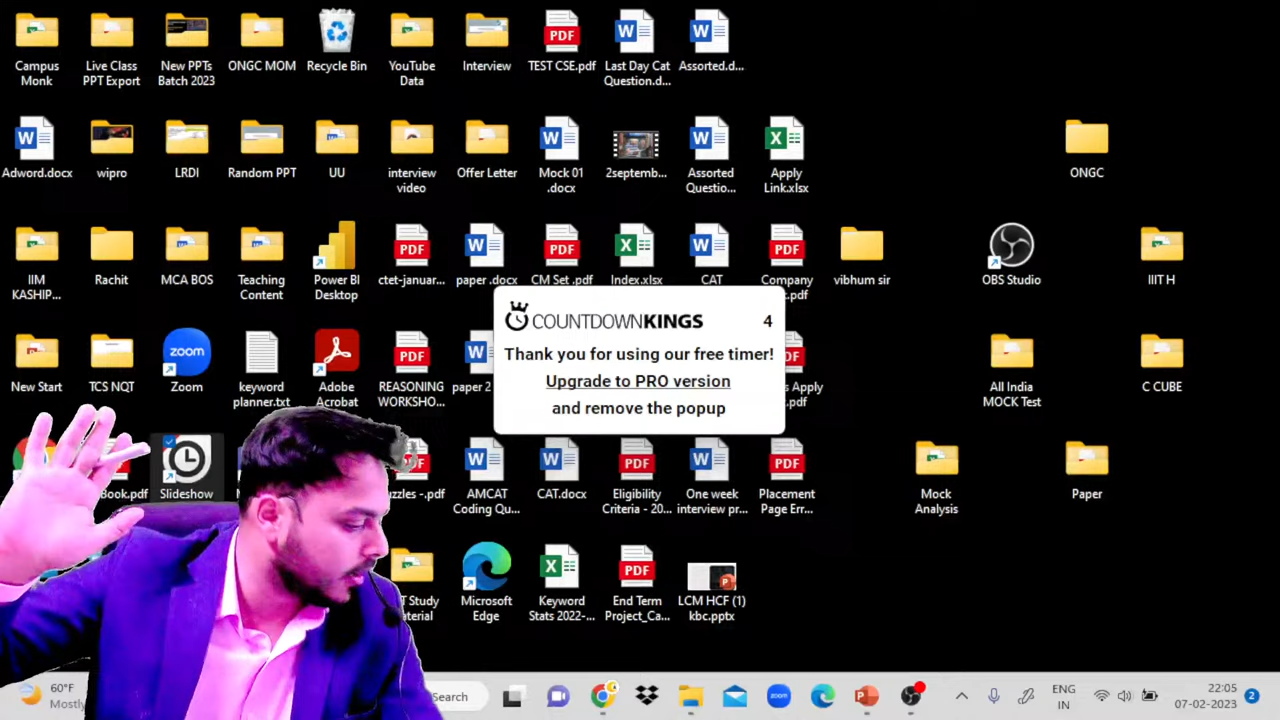 Campus
Monk
Live Class
PPT Export
New PPTs
Batch 2023
ONGC MOM
Recycle Bin
YouTube
Data
Interview
TEST CSE.pdf
Last Day Cat
Question.d...
Assorted.d...
Adword.docx
wipro
LRDI
Random PPT
UU
interview
video
Offer Letter
Mock 01
.docx
2septemb...
Assorted
Questio...
Apply
Link.xlsx
ONGC
IIM
KASHIP...
Rachit
MCA BOS
Teaching
Content
Power BI
Desktop
ctet-januar...
paper .docx
CM Set .pdf
Index.xlsx
CAT
Company
.pdf
vibhum sir
OBS Studio
IIIT H
COUNTDOWNKINGS
4
Thank you for using our free timer!
Upgrade to PRO version
and remove the popup
New Start
TCS NQT
zoom
Zoom
keyword
planner.txt
Adobe
Acrobat
REASONING
WORKSHO...
paper 2
Apply
.pdf
All India
MOCK Test
C CUBE
Book.pdf
Slideshow
-.pdf
AMCAT
Coding Qu...
CAT.docx
Eligibility
Criteria - 20...
One week
interview pr...
Placement
Page Err...
Mock
Analysis
Paper
Study
Microsoft
Edge
Keyword
Stats 2022-...
End Term
Project_Ca...
LCM HCF (1)
kbc.pptx
60°F
Mostly
Search
zoom
ENG
IN
22:05
07-02-2023
2